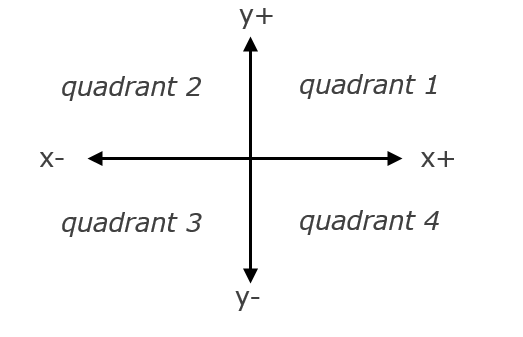 y+
quadrant 2
quadrant 1
x-
x+
quadrant 3
quadrant 4
y-